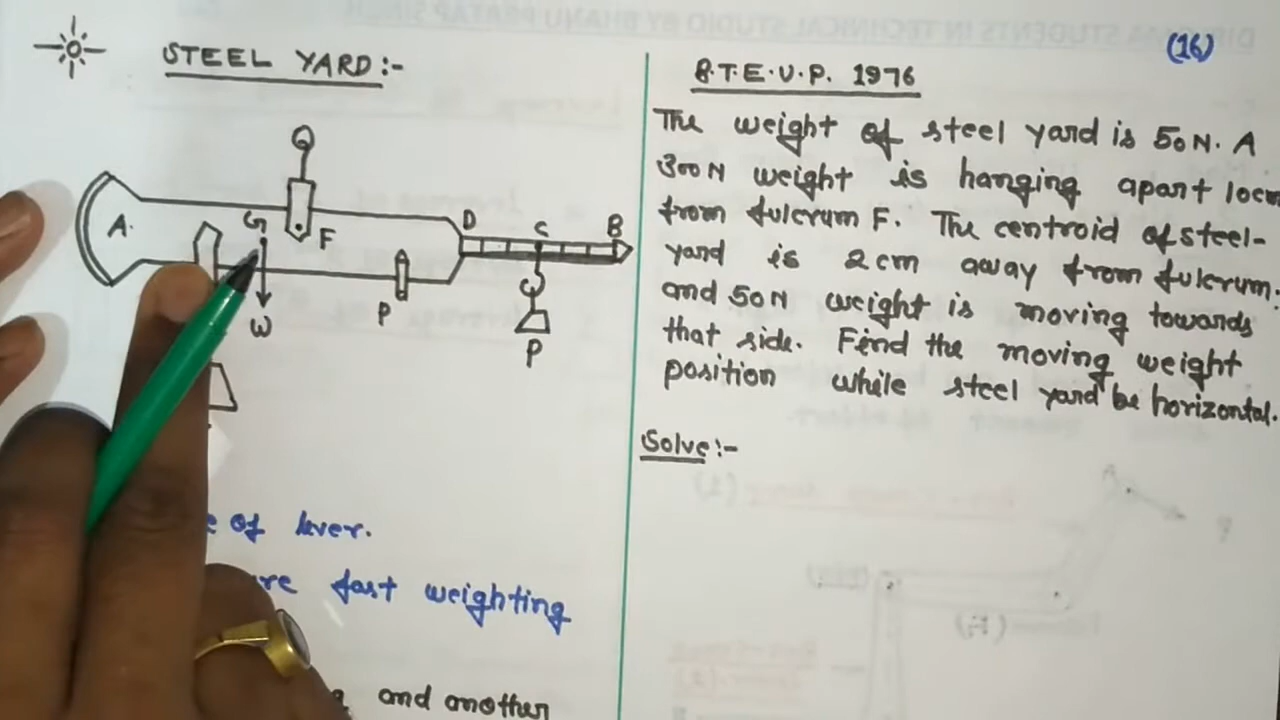 (16)
STEEL YARD:-
A.
G
F
D
C
B
W
P
P
e of lever.
re fast weighting
and another
B.T.E.U.P. 1976
The weight of steel yard is 50N. A
300N weight is hanging apart 10cm
from fulcrum F. The centroid of steel-
yard is 2cm away from fulcrum.
and 50N weight is moving towards
that side. Find the moving weight
position while steel yard be horizontal.
Solve:-